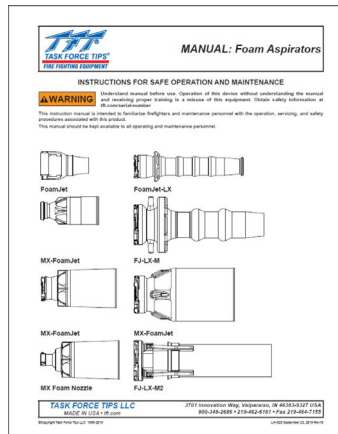 TFT
TASK FORCE TIPS
FIRE FIGHTING EQUIPMENT
MANUAL: Foam Aspirators
INSTRUCTIONS FOR SAFE OPERATION AND MAINTENANCE
WARNING
Understand manual before use. Operation of this device without understanding the manual
and receiving proper training is a misuse of this equipment. Obtain safety information at
tft.com/serial-number
This instruction manual is intended to familiarize firefighters and maintenance personnel with the operation, servicing, and safety
procedures associated with this product.
This manual should be kept available to all operating and maintenance personnel.
FoamJet
FoamJet-LX
MX-FoamJet
FJ-LX-M
MX-FoamJet
MX-FoamJet
MX Foam Nozzle
FJ-LX-M2
TASK FORCE TIPS LLC
MADE IN USA • tft.com
3701 Innovation Way, Valparaiso, IN 46383-9327 USA
800-348-2686 • 219-462-6161 • Fax 219-464-7155
©Copyright Task Force Tips LLC